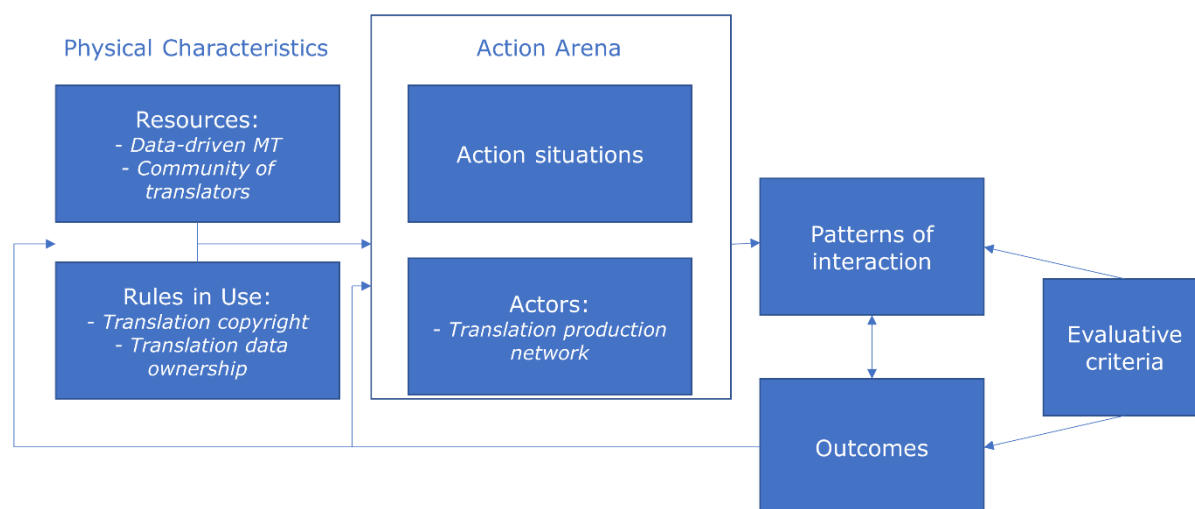 Physical Characteristics
Resources:
- Data-driven MT
- Community of
translators
Rules in Use:
- Translation copyright
- Translation data
ownership
Action Arena
Action situations
Actors:
- Translation production
network
Patterns of
interaction
Outcomes
Evaluative
criteria